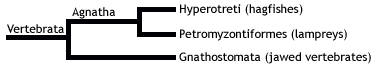 Hyperotreti (hagfishes)
Agnatha
Vertebrata
Petromyzontiformes (lampreys)
Gnathostomata (jawed vertebrates)